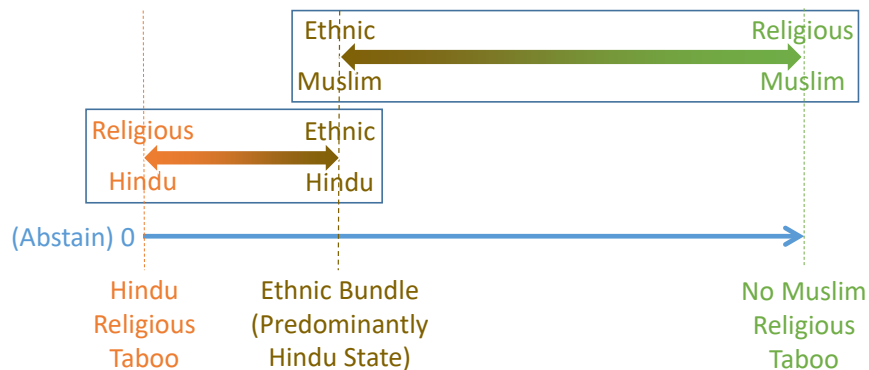 Ethnic Religious
Muslim Muslim
Religious Ethnic
Hindu Hindu
(Abstain) 0
Hindu
Religious
Taboo
Ethnic Bundle
(Predominantly
Hindu State)
No Muslim
Religious
Taboo